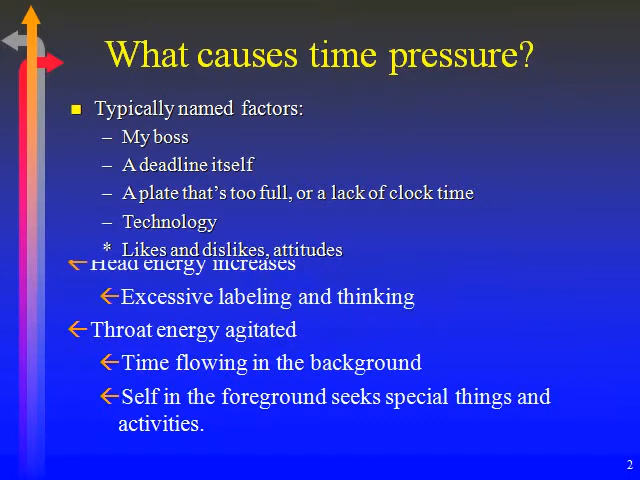 What causes time pressure?
■ Typically named factors:
– My boss
– A deadline itself
– A plate that's too full, or a lack of clock time
– Technology
* Likes and dislikes, attitudes
Head energy increases
Excessive labeling and thinking
Throat energy agitated
Time flowing in the background
Self in the foreground seeks special things and
activities.
2